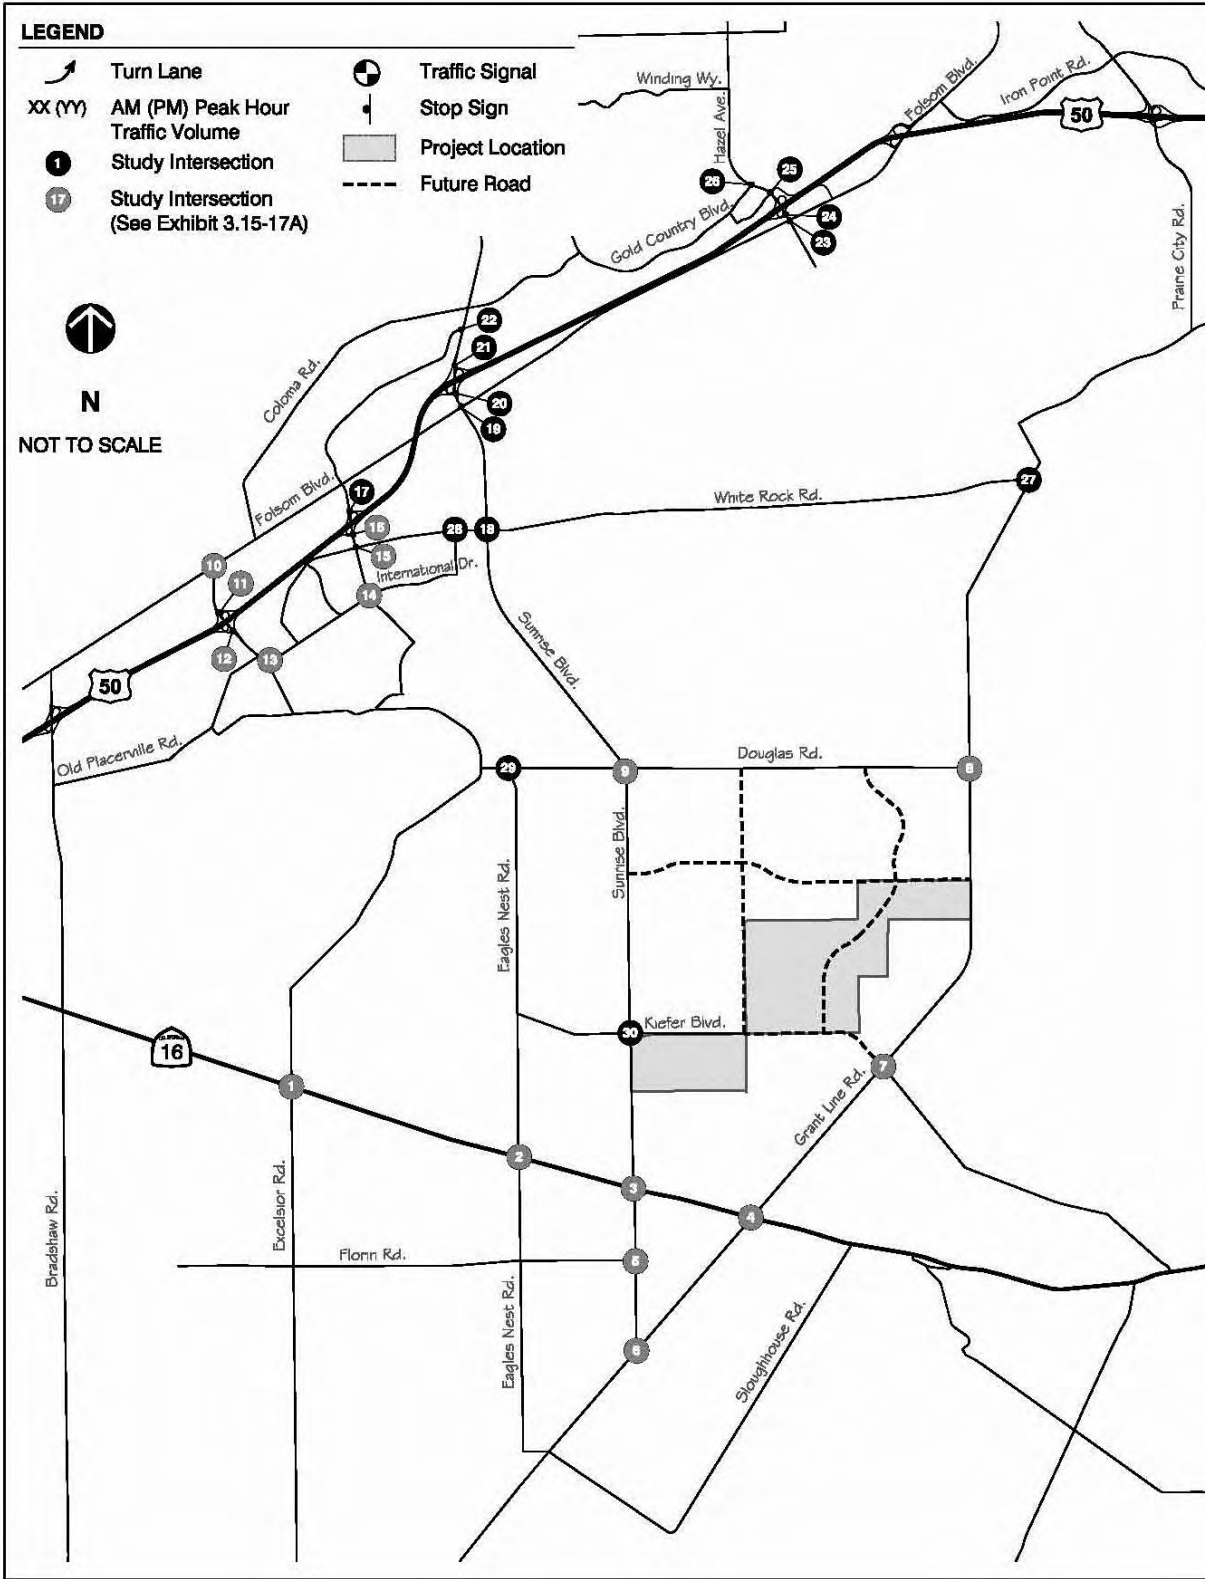 LEGEND
Turn Lane
XX (YY) AM (PM) Peak Hour
Traffic Volume
1 Study Intersection
17 Study Intersection
(See Exhibit 3.15-17A)
Traffic Signal
Stop Sign
Project Location
Future Road
N
NOT TO SCALE
Winding Wy.
Hazel Ave.
Folsom Blvd.
Iron Point Rd.
50
Prairie City Rd.
26
25
24
23
Gold Country Blvd.
22
21
20
19
Coloma Rd.
Folsom Blvd.
17
16
15
28
18
White Rock Rd.
27
International Dr.
10
11
14
12
13
50
Old Placerville Rd.
Sunrise Blvd.
29
9
Douglas Rd.
8
Eagles Nest Rd.
Sunrise Blvd.
30
Kiefer Blvd.
16
1
7
Grant Line Rd.
2
3
4
Bradshaw Rd.
Excelsior Rd.
Florin Rd.
5
Eagles Nest Rd.
6
Sloughhouse Rd.